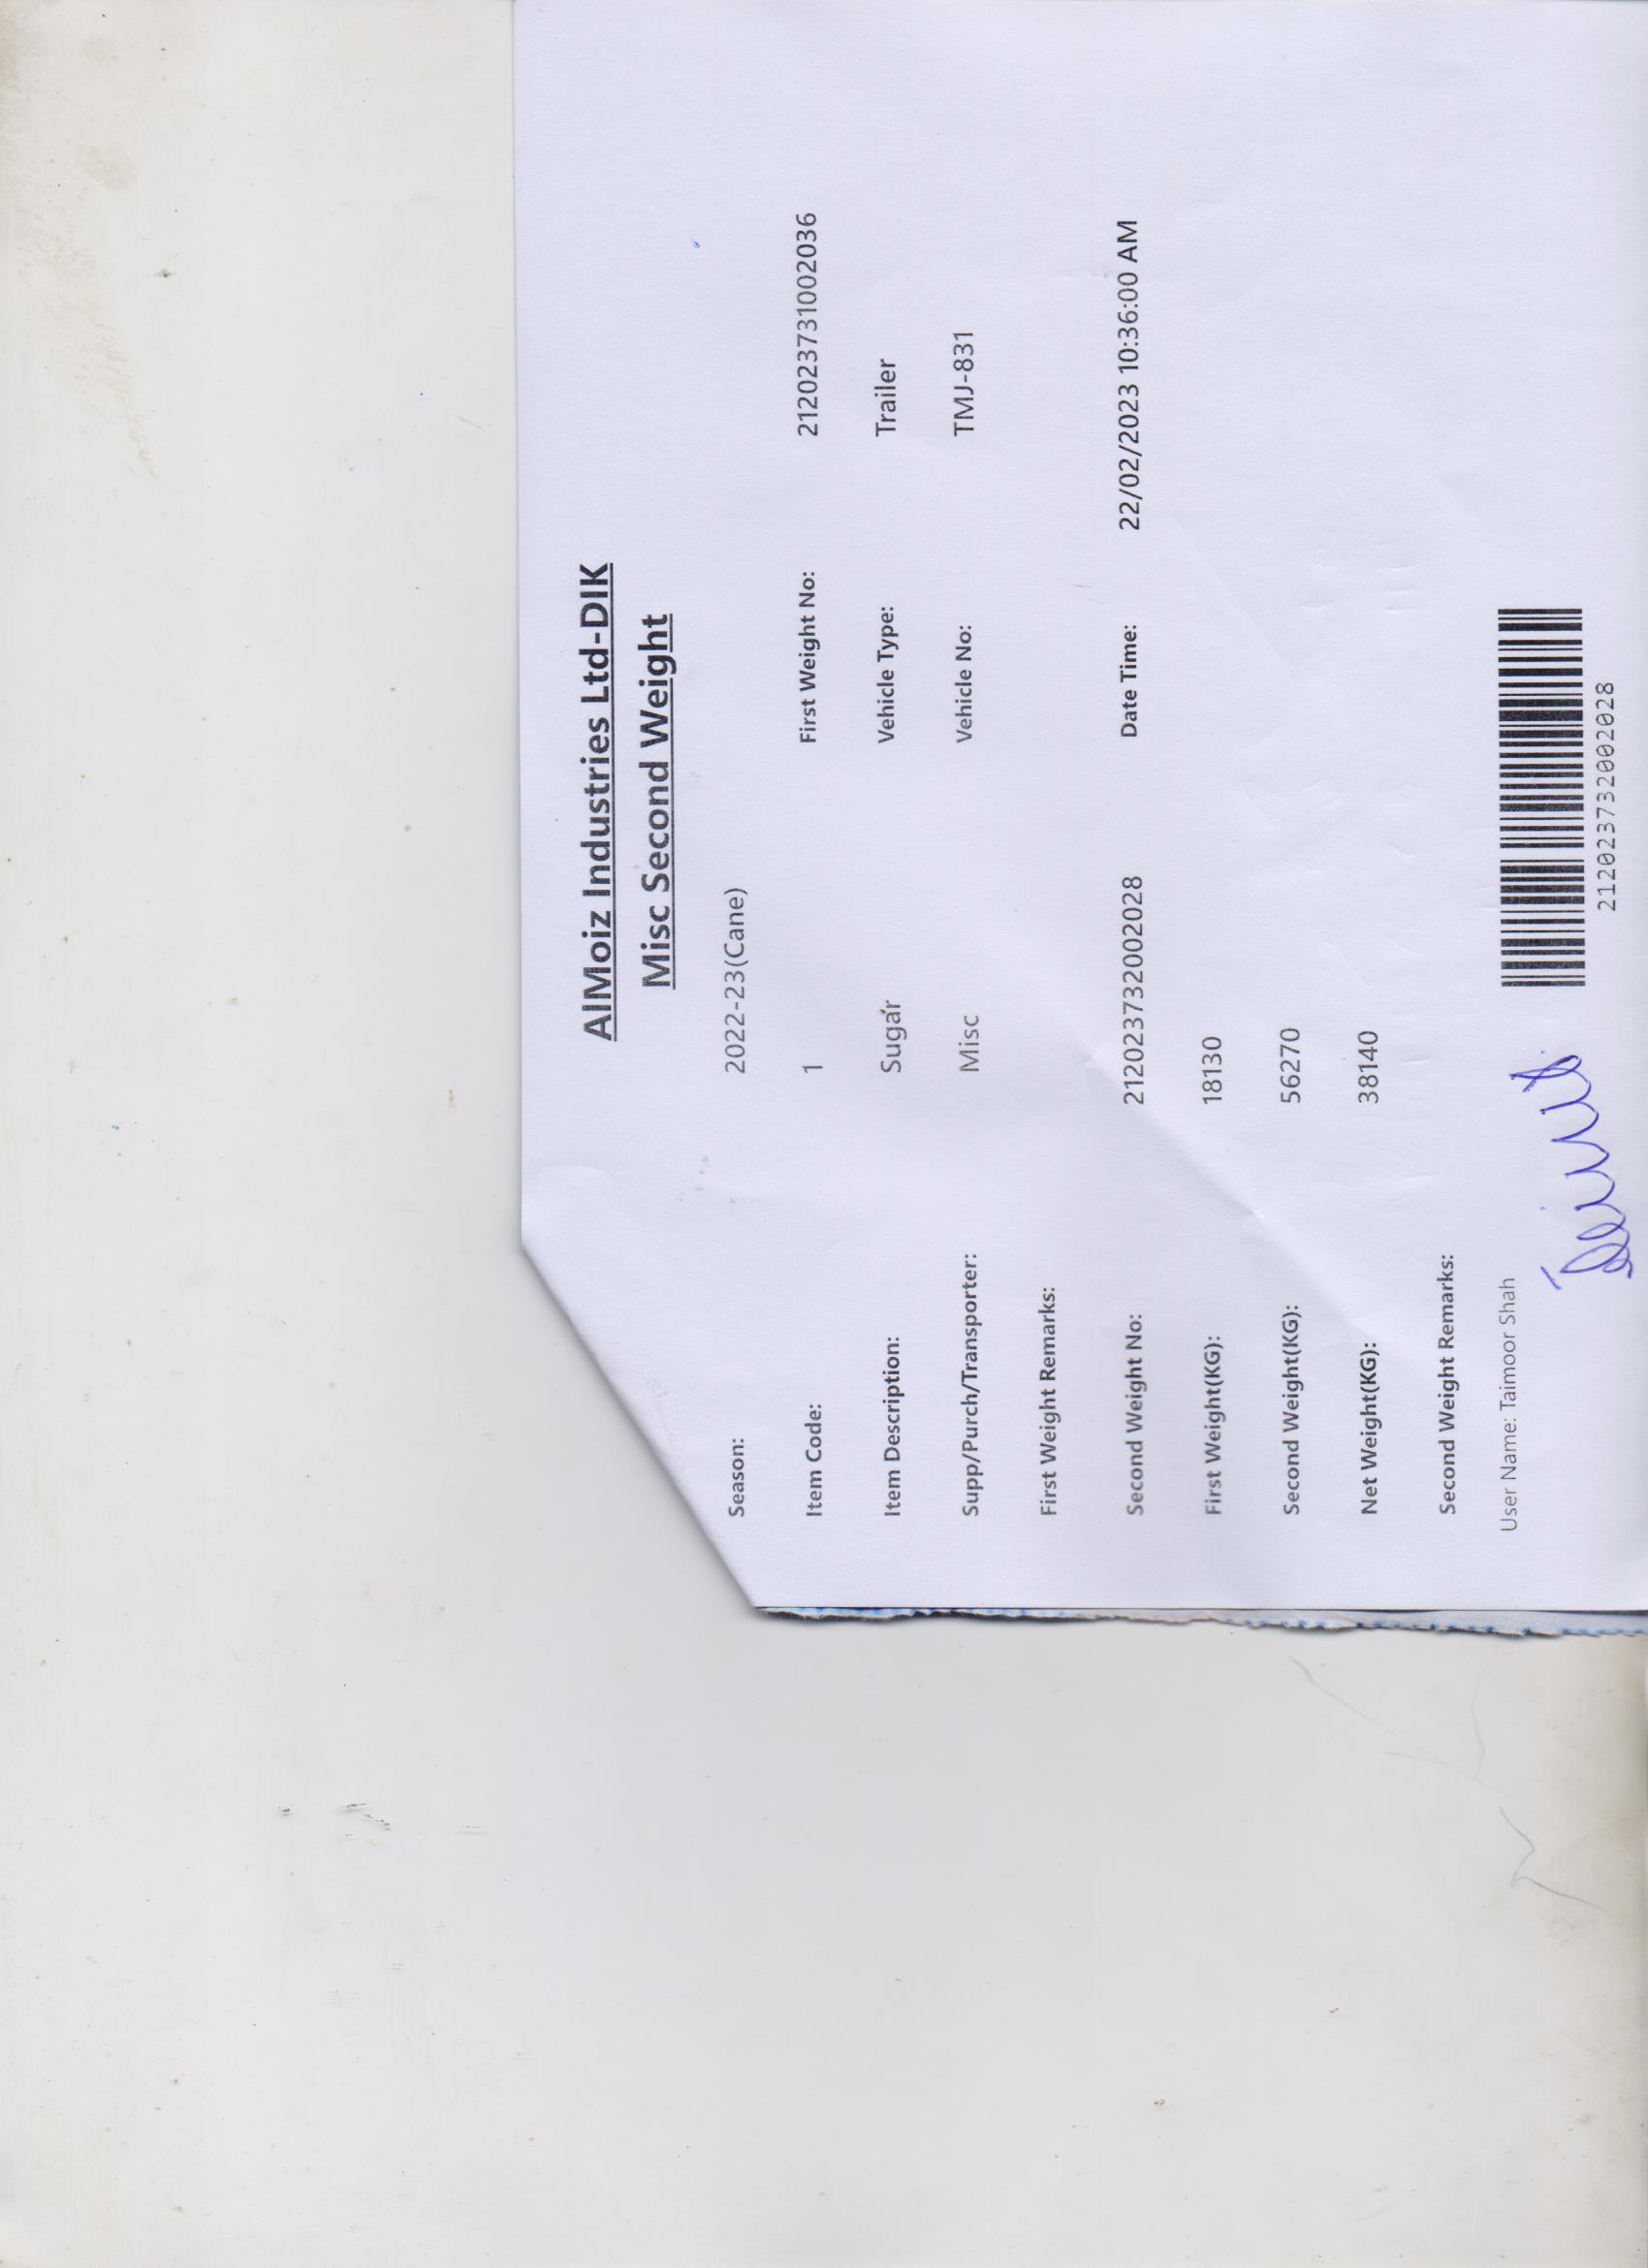 AlMoiz Industries Ltd-DIK
Misc Second Weight
Season: 2022-23(Cane)
Item Code: 1 First Weight No: 2120237310020​36
Item Description: Sugar Vehicle Type: Trailer
Supp/Purch/Transporter: Misc Vehicle No: TMJ-831
First Weight Remarks:
Second Weight No: 212023732002028 Date Time: 22/02/2023 10:36:00 AM
First Weight(KG): 18130
Second Weight(KG): 56270
Net Weight(KG): 38140
Second Weight Remarks:
User Name: Taimoor Shah
212023732002028